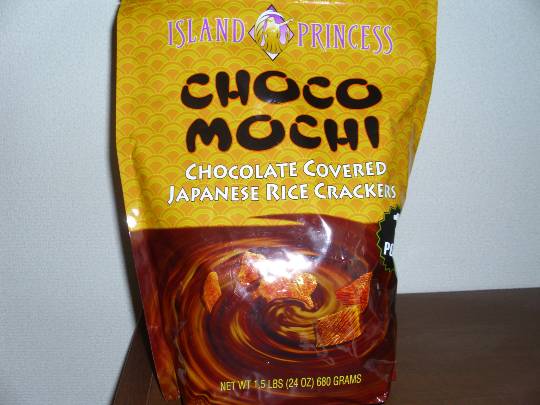 ISLAND PRINCESS
CHOCO
MOCHI
CHOCOLATE COVERED
JAPANESE RICE CRACKERS
NET WT 1.5 LBS (24 OZ) 680 GRAMS